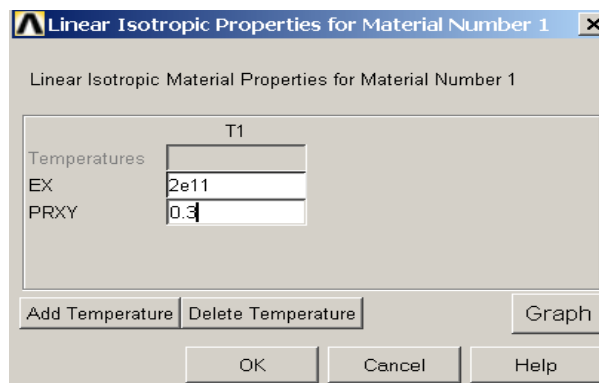 Linear Isotropic Properties for Material Number 1
Linear Isotropic Material Properties for Material Number 1
T1
Temperatures
EX 2e11
PRXY 0.3
Add Temperature Delete Temperature Graph
OK Cancel Help